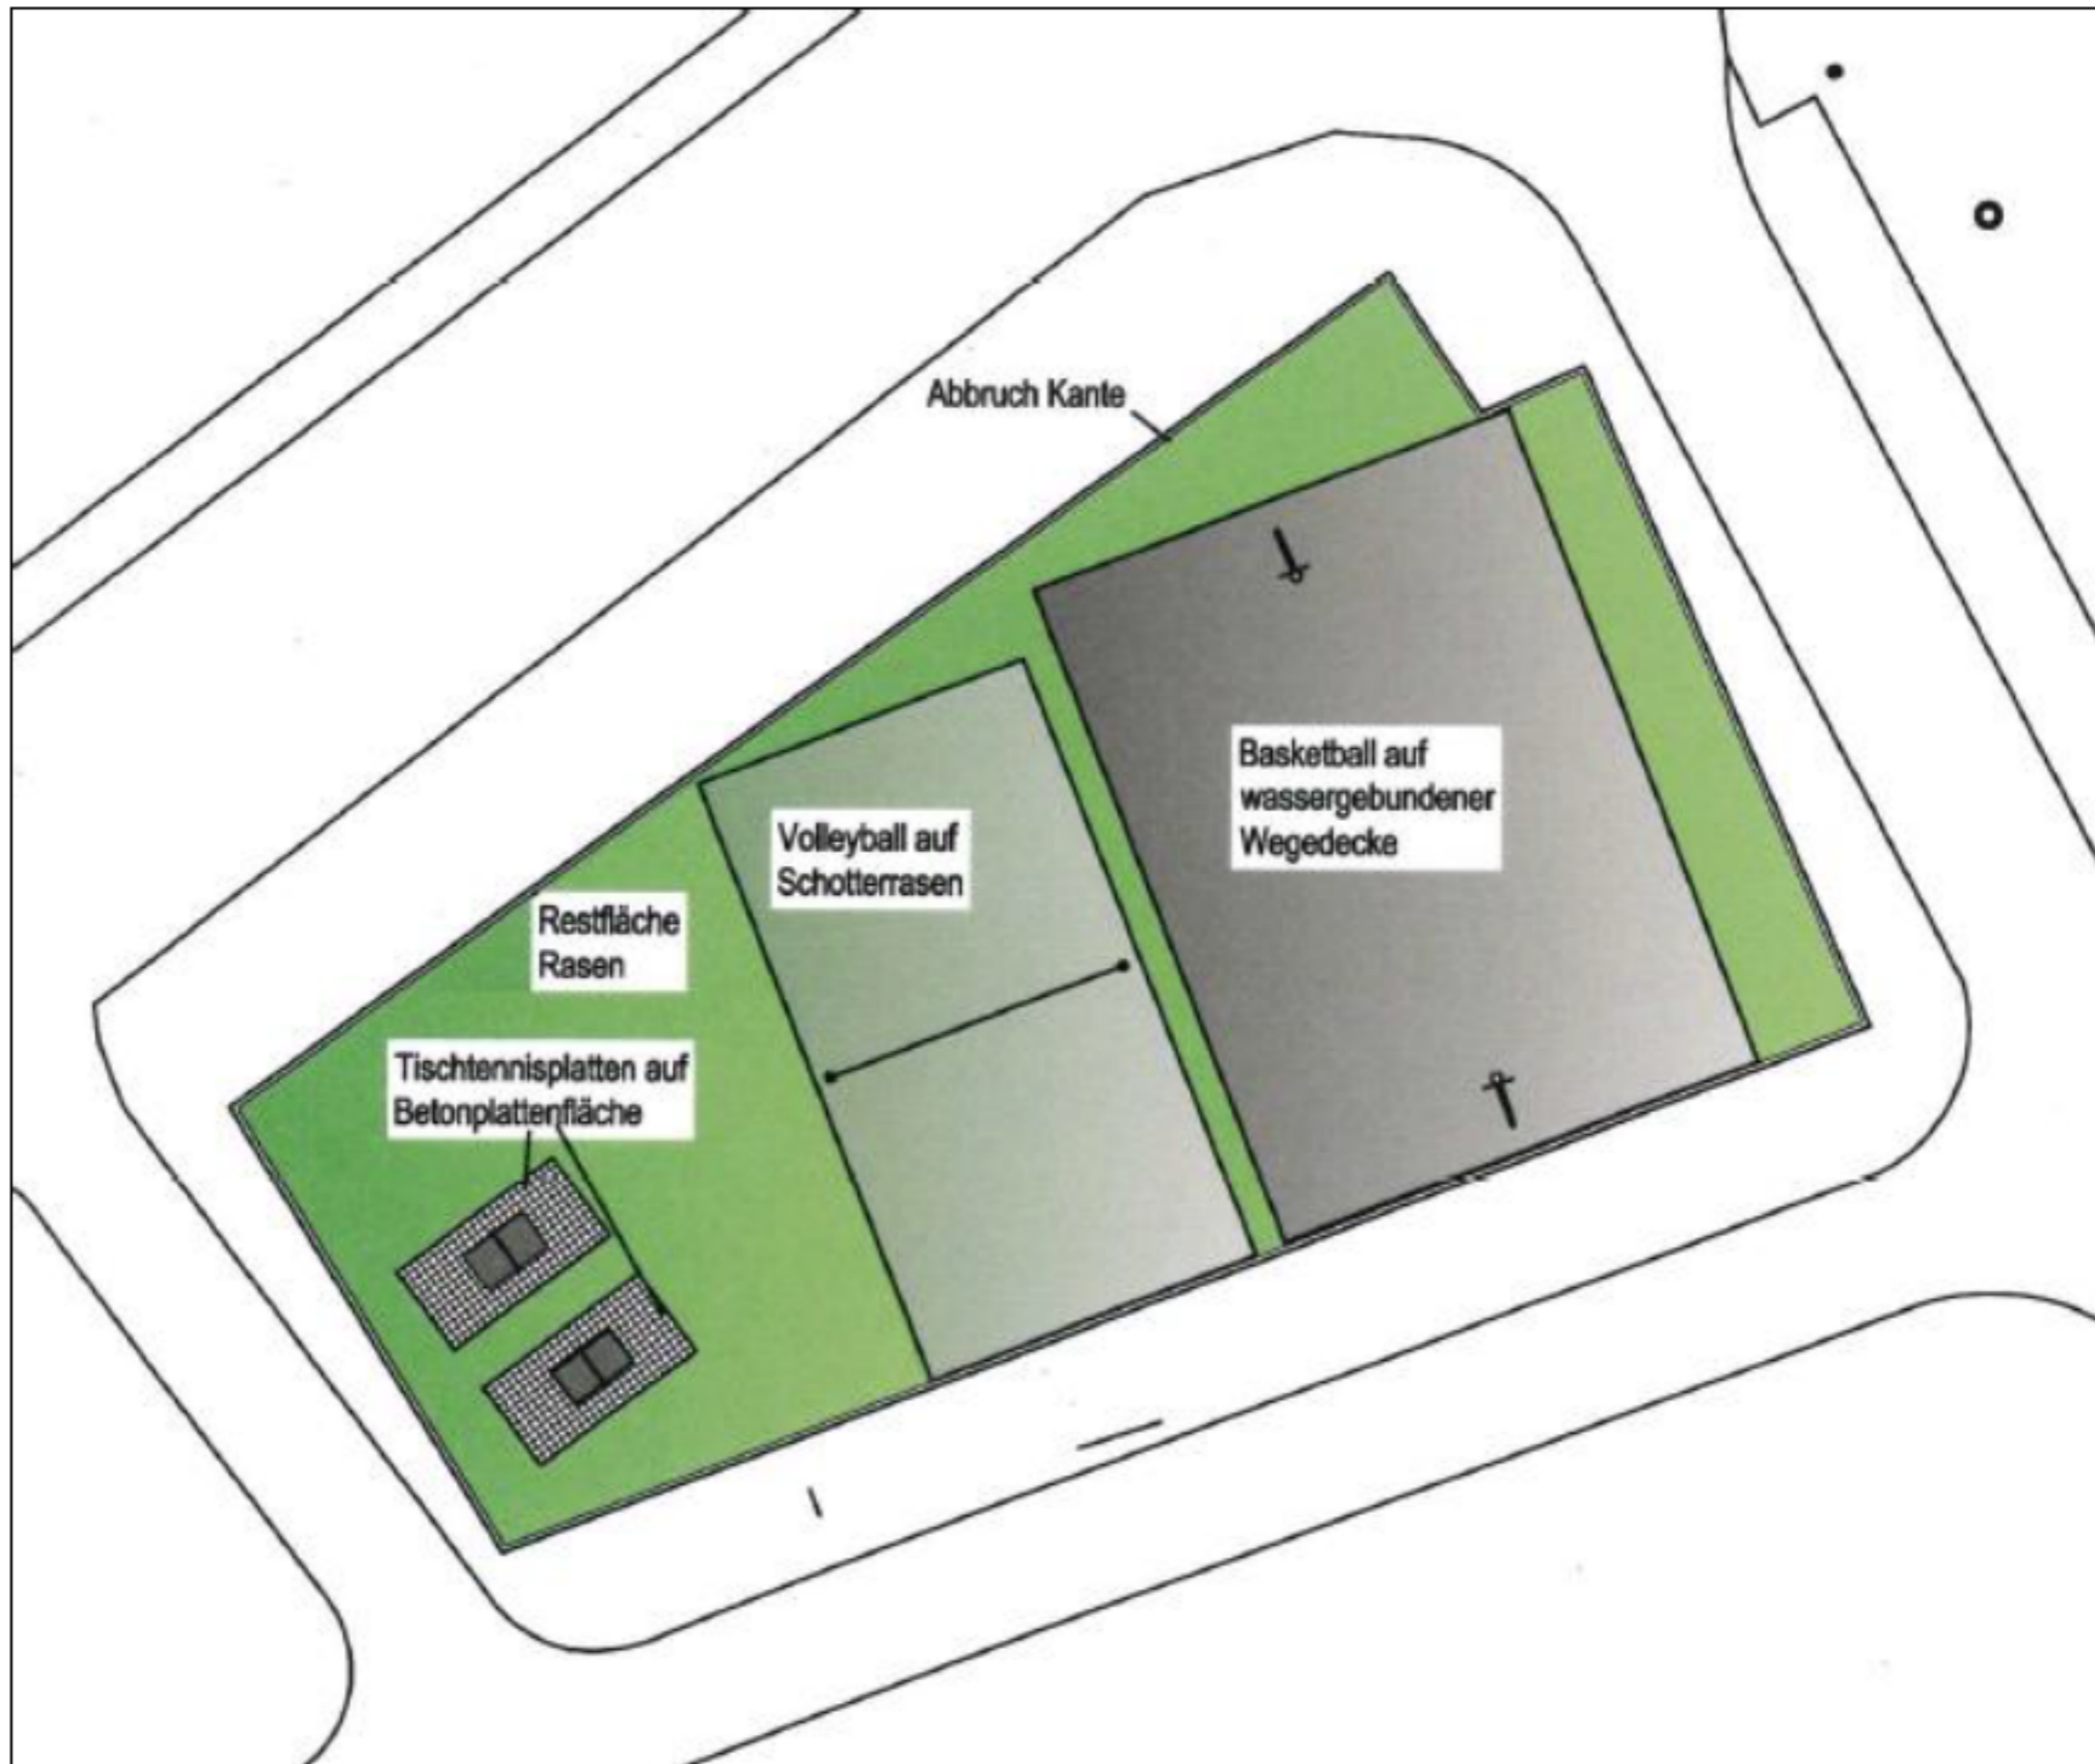 Abbruch Kante
Basketball auf
wassergebundener
Wegedecke
Volleyball auf
Schotterrasen
Restfläche
Rasen
Tischtennisplatten auf
Betonplattenfläche